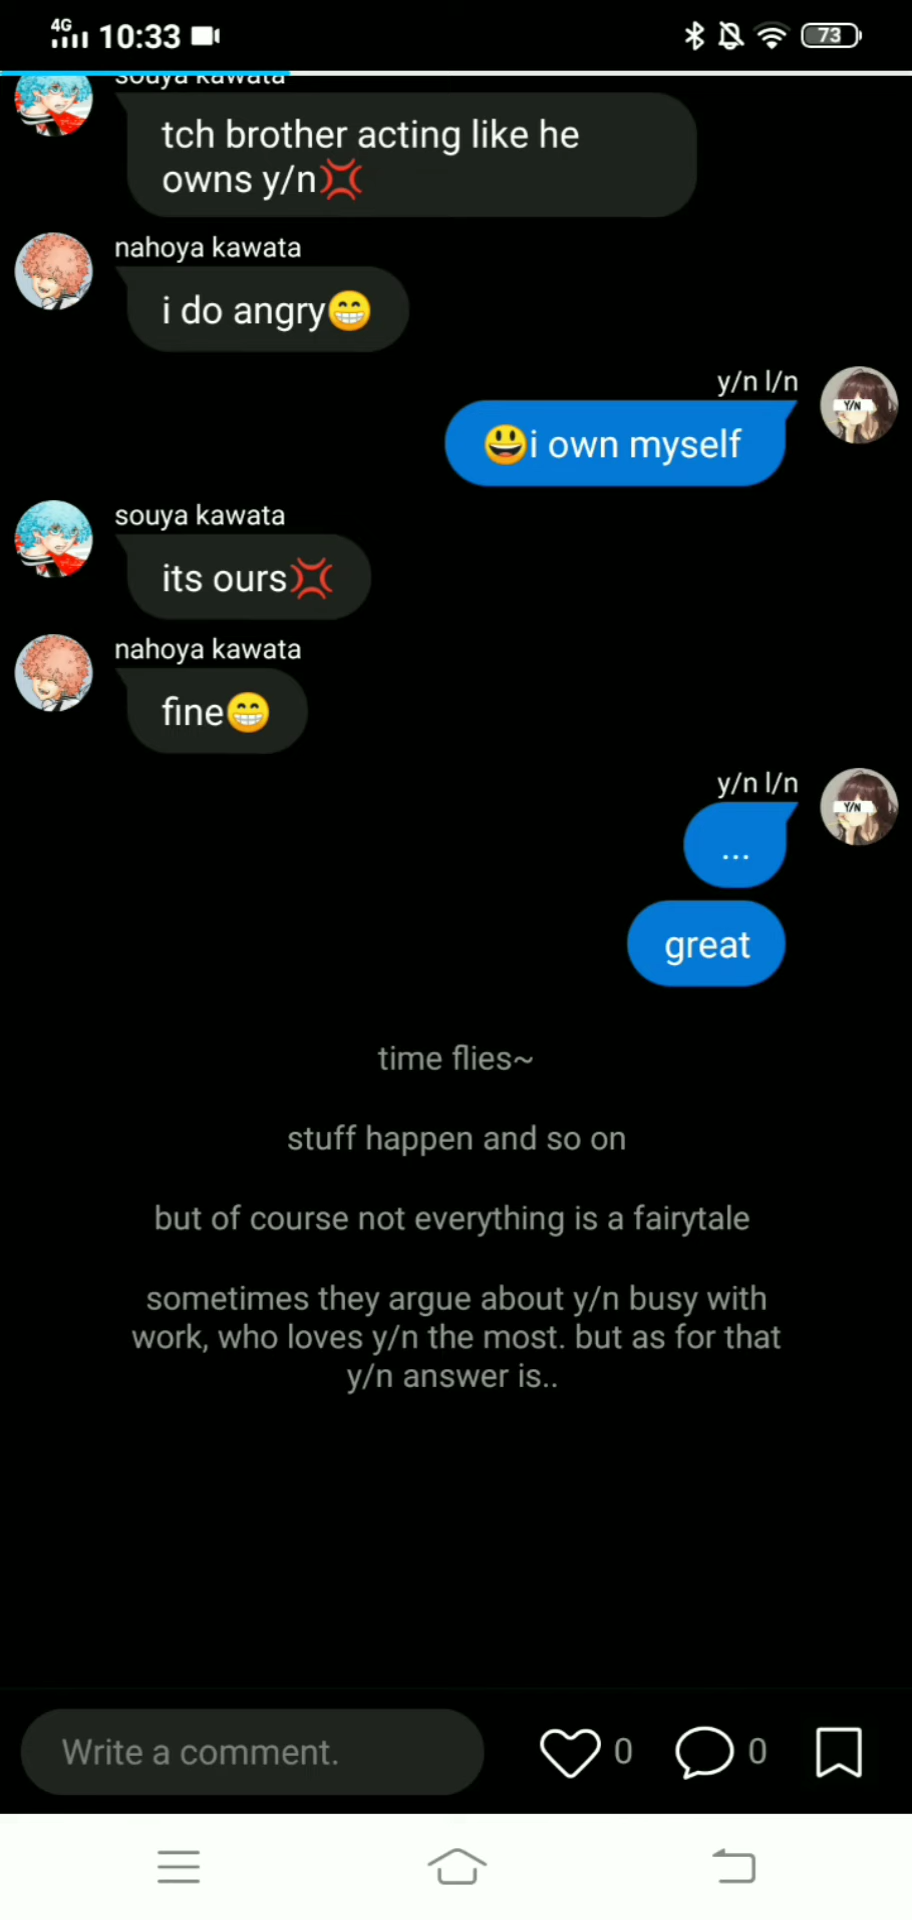 4G 10:33 73
souya kawata
tch brother acting like he
owns y/n💢
nahoya kawata
i do angry😁
y/n l/n
Y/N
😃i own myself
souya kawata
its ours💢
nahoya kawata
fine😁
y/n l/n
Y/N
...
great
time flies~
stuff happen and so on
but of course not everything is a fairytale
sometimes they argue about y/n busy with
work, who loves y/n the most. but as for that
y/n answer is..
Write a comment. 0 0